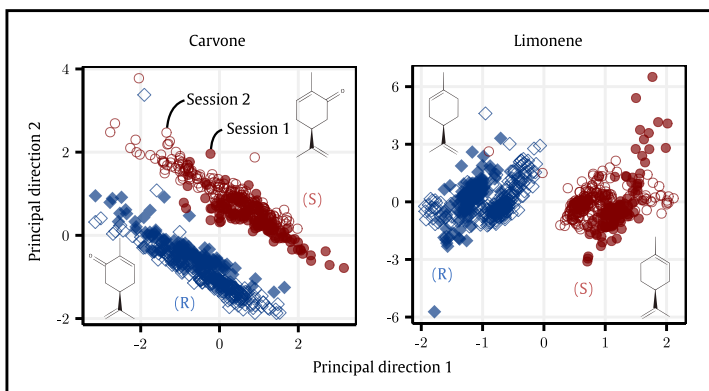 Carvone
Limonene
Principal direction 2
4
2
0
-2
-2
0
2
Session 2
Session 1
(S)
(R)
O
O
6
3
0
-3
-6
-2
-1
0
1
2
(R)
(S)
Principal direction 1